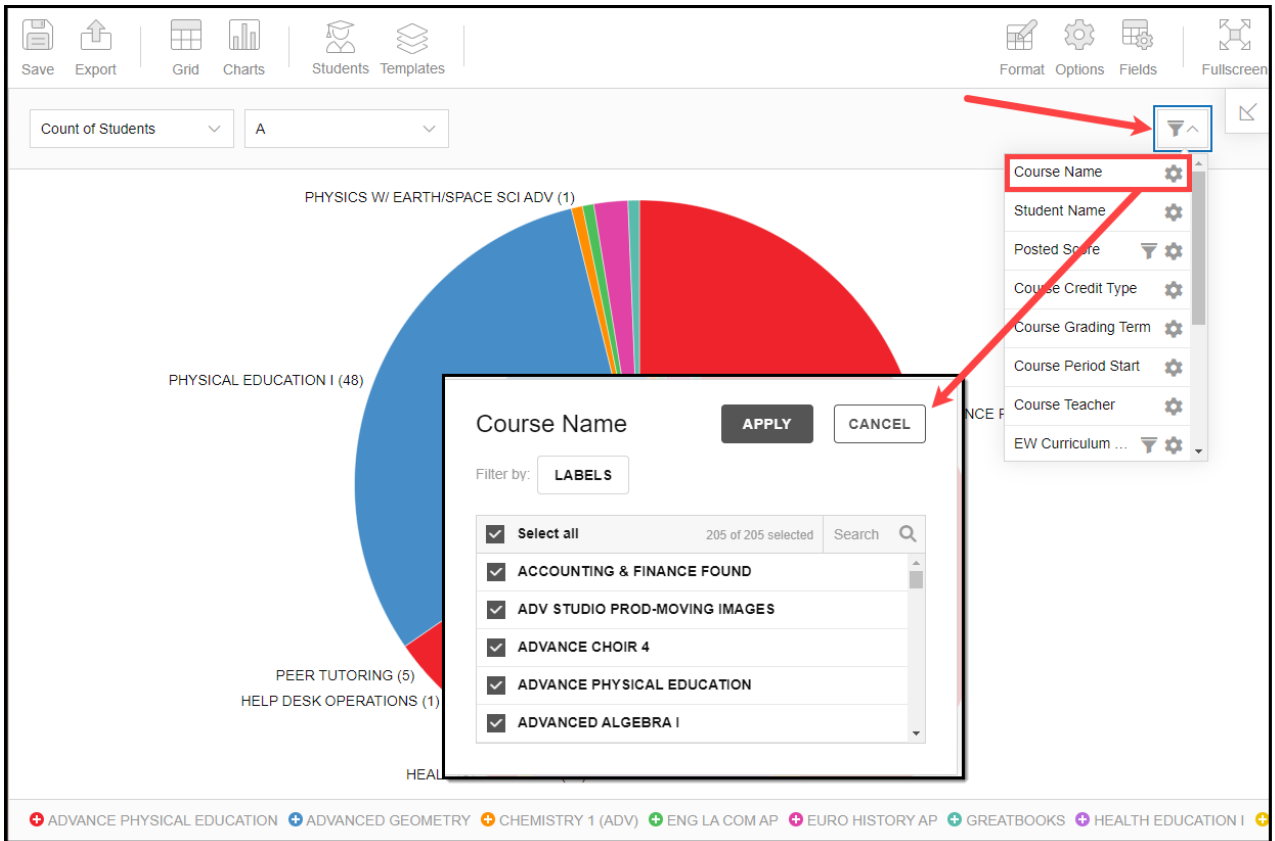 Save Export Grid Charts Students Templates Format Options Fields Fullscreen
Count of Students A
Course Name
Student Name
Posted Score
Course Credit Type
Course Grading Term
Course Period Start
Course Teacher
EW Curriculum ...
PHYSICS W/ EARTH/SPACE SCI ADV (1)
PHYSICAL EDUCATION I (48)
PEER TUTORING (5)
HELP DESK OPERATIONS (1)
Course Name APPLY CANCEL
Filter by: LABELS
Select all 205 of 205 selected Search
ACCOUNTING & FINANCE FOUND
ADV STUDIO PROD-MOVING IMAGES
ADVANCE CHOIR 4
ADVANCE PHYSICAL EDUCATION
ADVANCED ALGEBRA I
ADVANCE PHYSICAL EDUCATION ADVANCED GEOMETRY CHEMISTRY 1 (ADV) ENG LA COM AP EURO HISTORY AP GREATBOOKS HEALTH EDUCATION I